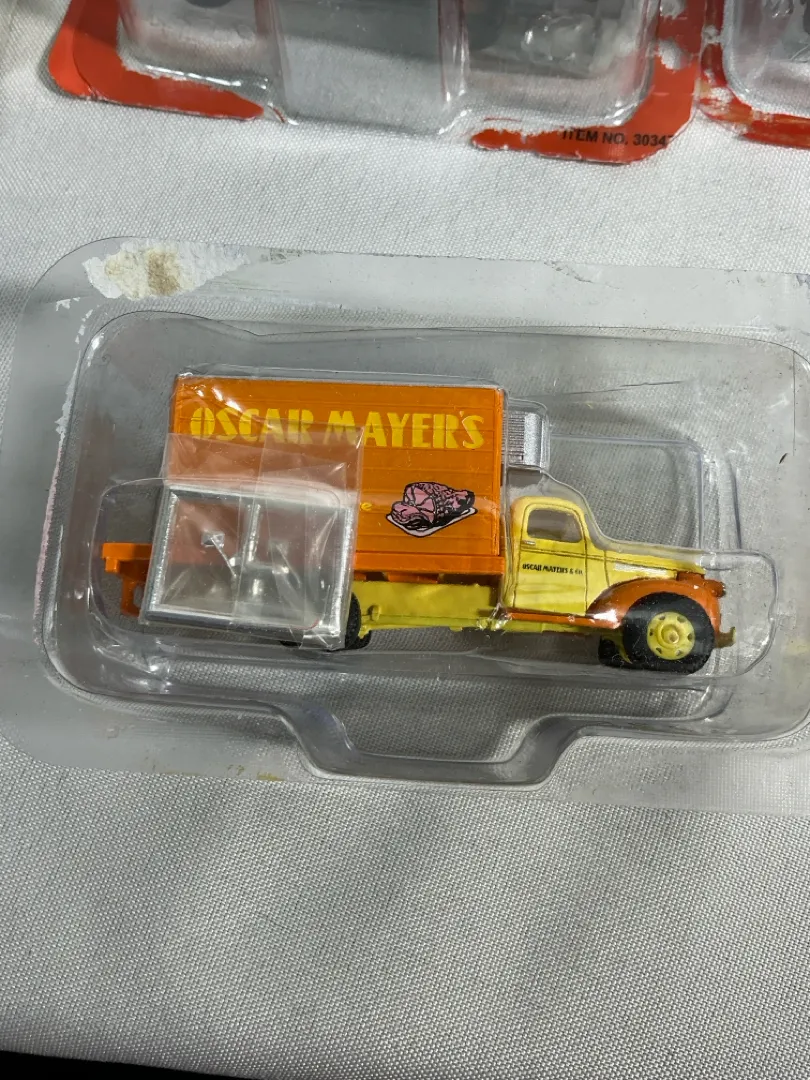 ITEM NO. 3034
OSCAR MAYER'S
e
OSCAR MAYER'S & Co.